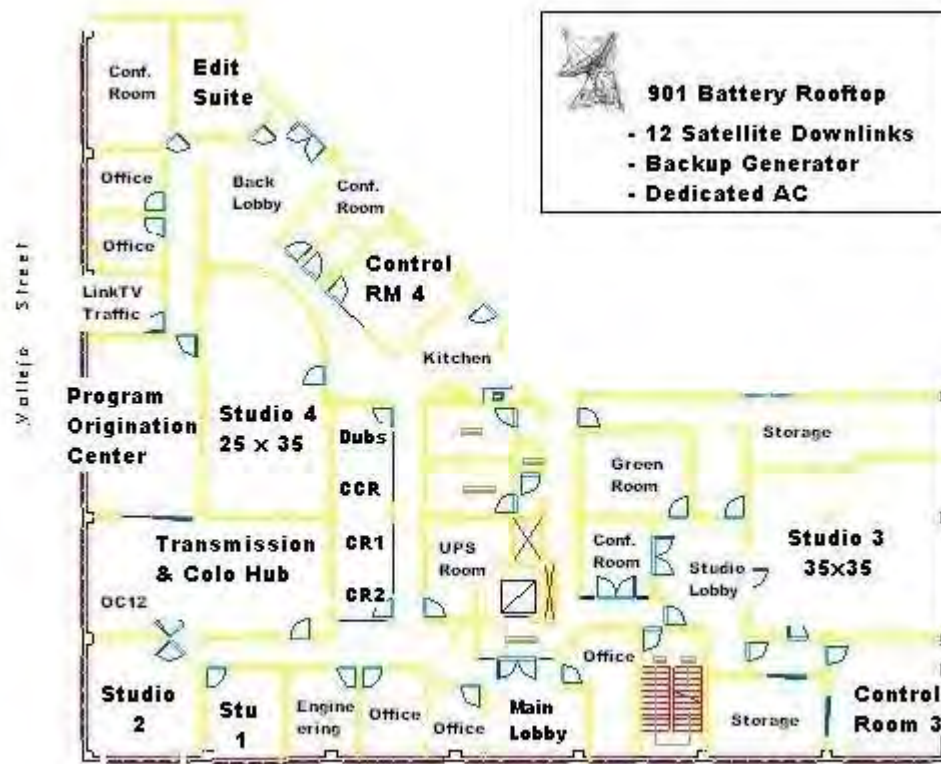 Conf.
Room
Edit
Suite
901 Battery Rooftop
- 12 Satellite Downlinks
- Backup Generator
- Dedicated AC
Office
Back
Lobby
Conf.
Room
Office
Vallejo Street
LinkTV
Traffic
Control
RM 4
Kitchen
Program
Origination
Center
Studio 4
25 x 35
Dubs
CCR
CR1
CR2
Storage
Green
Room
Transmission
& Colo Hub
OC12
UPS
Room
Conf.
Room
Studio
Lobby
Studio 3
35x35
Studio
2
Stu
1
Engine
ering
Office
Office
Main
Lobby
Office
Storage
Control
Room 3